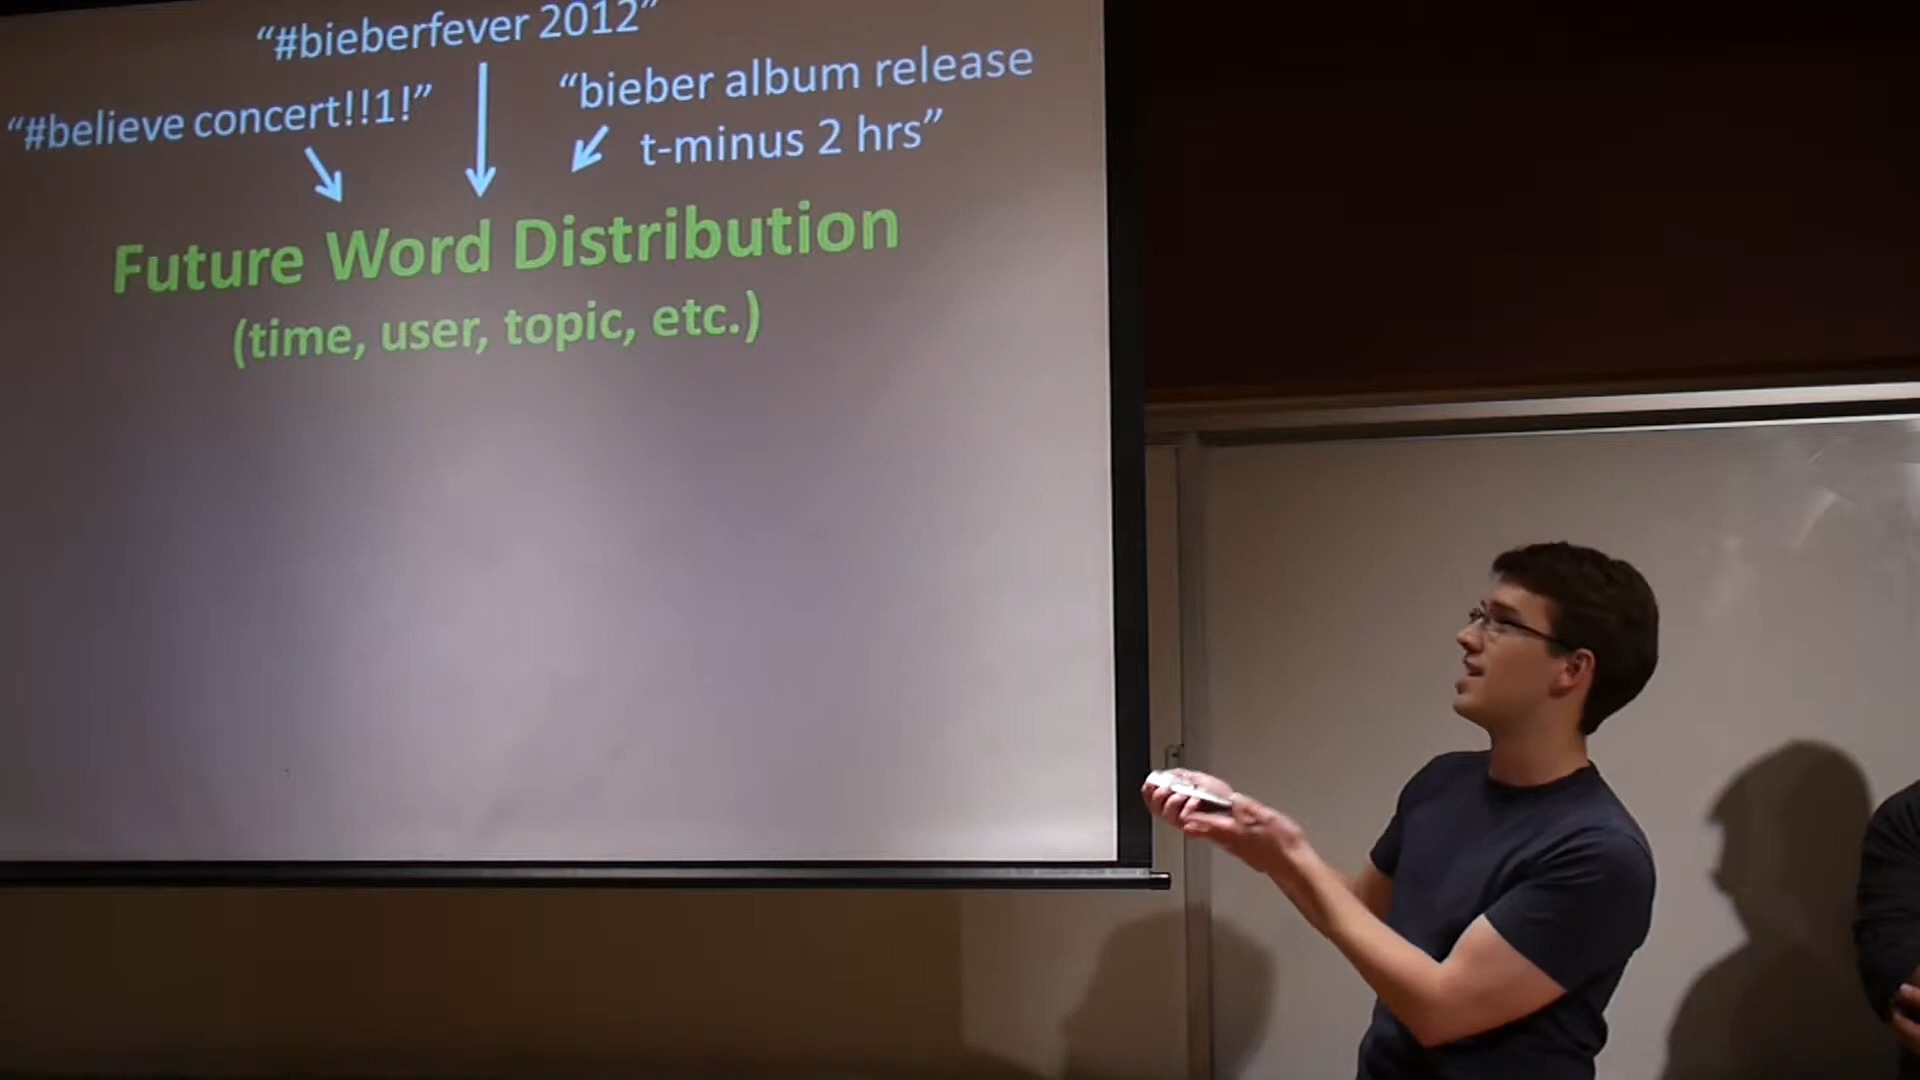 “#bieberfever 2012”
“#believe concert!!1!”
“bieber album release
t-minus 2 hrs”
Future Word Distribution
(time, user, topic, etc.)